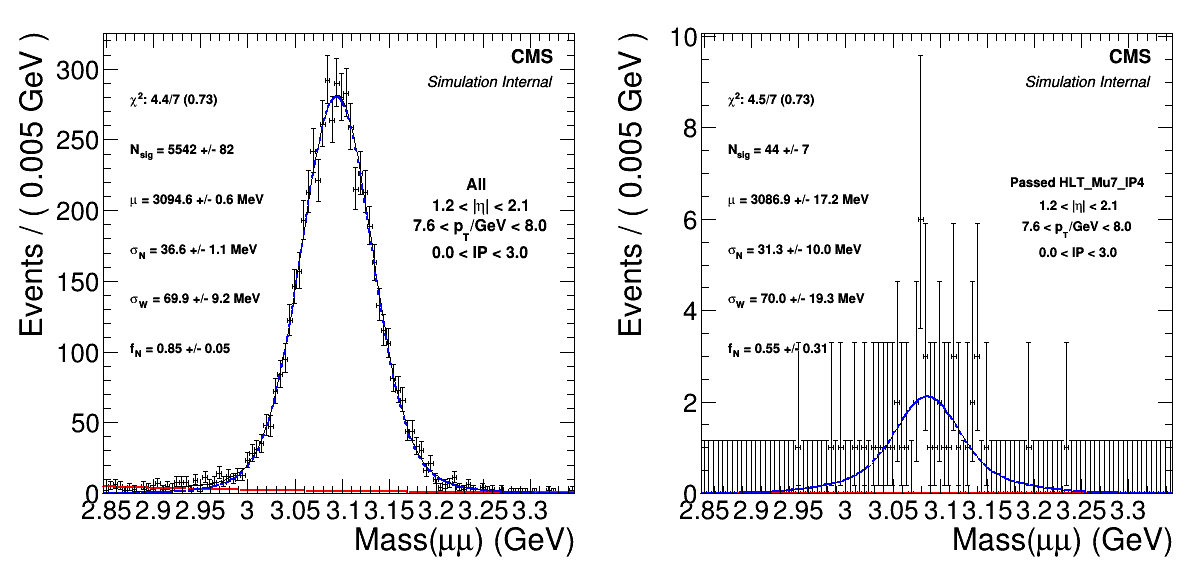 CMS
Simulation Internal
χ²: 4.4/7 (0.73)
N_sig = 5542 +/- 82
μ = 3094.6 +/- 0.6 MeV
σ_N = 36.6 +/- 1.1 MeV
σ_W = 69.9 +/- 9.2 MeV
f_N = 0.85 +/- 0.05
All
1.2 < |η| < 2.1
7.6 < p_T/GeV < 8.0
0.0 < IP < 3.0
Events / ( 0.005 GeV )
300
250
200
150
100
50
0
2.85 2.9 2.95 3 3.05 3.1 3.15 3.2 3.25 3.3
Mass(μμ) (GeV)
CMS
Simulation Internal
χ²: 4.5/7 (0.73)
N_sig = 44 +/- 7
μ = 3086.9 +/- 17.2 MeV
σ_N = 31.3 +/- 10.0 MeV
σ_W = 70.0 +/- 19.3 MeV
f_N = 0.55 +/- 0.31
Passed HLT_Mu7_IP4
1.2 < |η| < 2.1
7.6 < p_T/GeV < 8.0
0.0 < IP < 3.0
Events / ( 0.005 GeV )
10
8
6
4
2
0
2.85 2.9 2.95 3 3.05 3.1 3.15 3.2 3.25 3.3
Mass(μμ) (GeV)